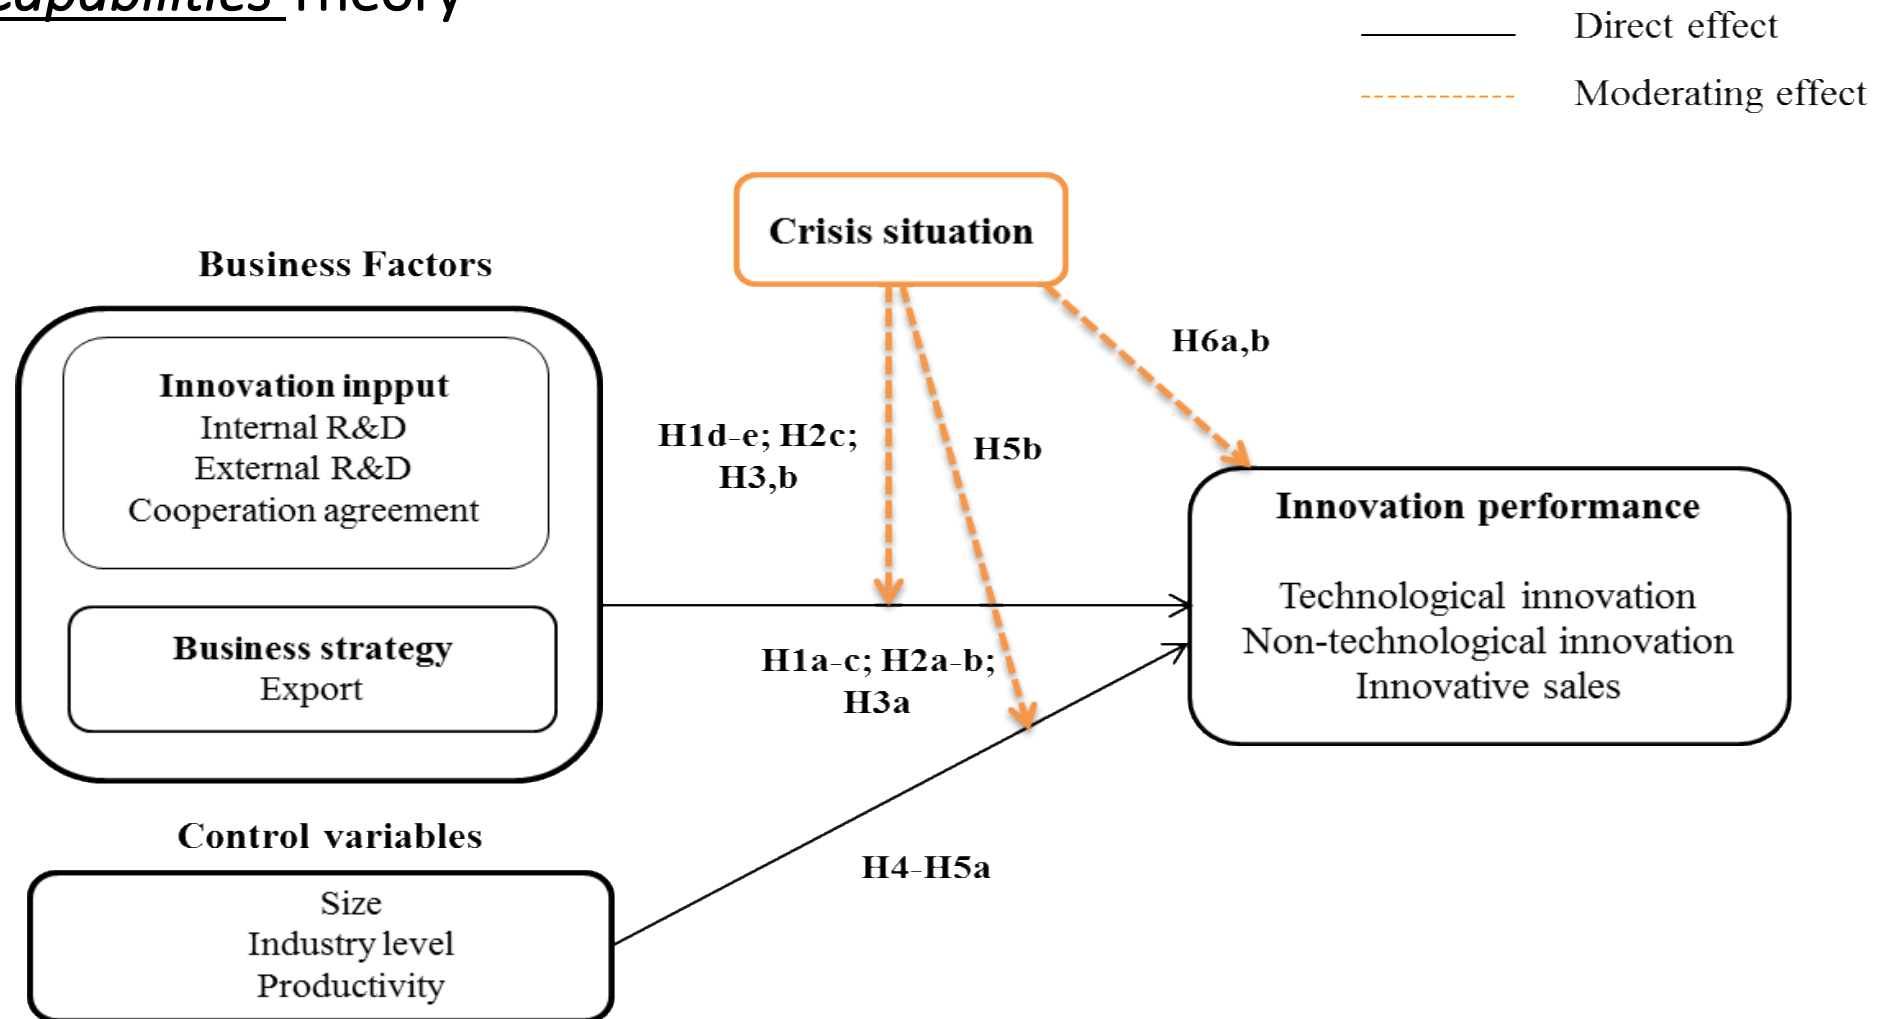 Capabilities Theory
Direct effect
Moderating effect
Crisis situation
Business Factors
Innovation inpput
Internal R&D
External R&D
Cooperation agreement
Business strategy
Export
H1d-e; H2c;
H3,b
H5b
H6a,b
H1a-c; H2a-b;
H3a
Innovation performance
Technological innovation
Non-technological innovation
Innovative sales
Control variables
Size
Industry level
Productivity
H4-H5a